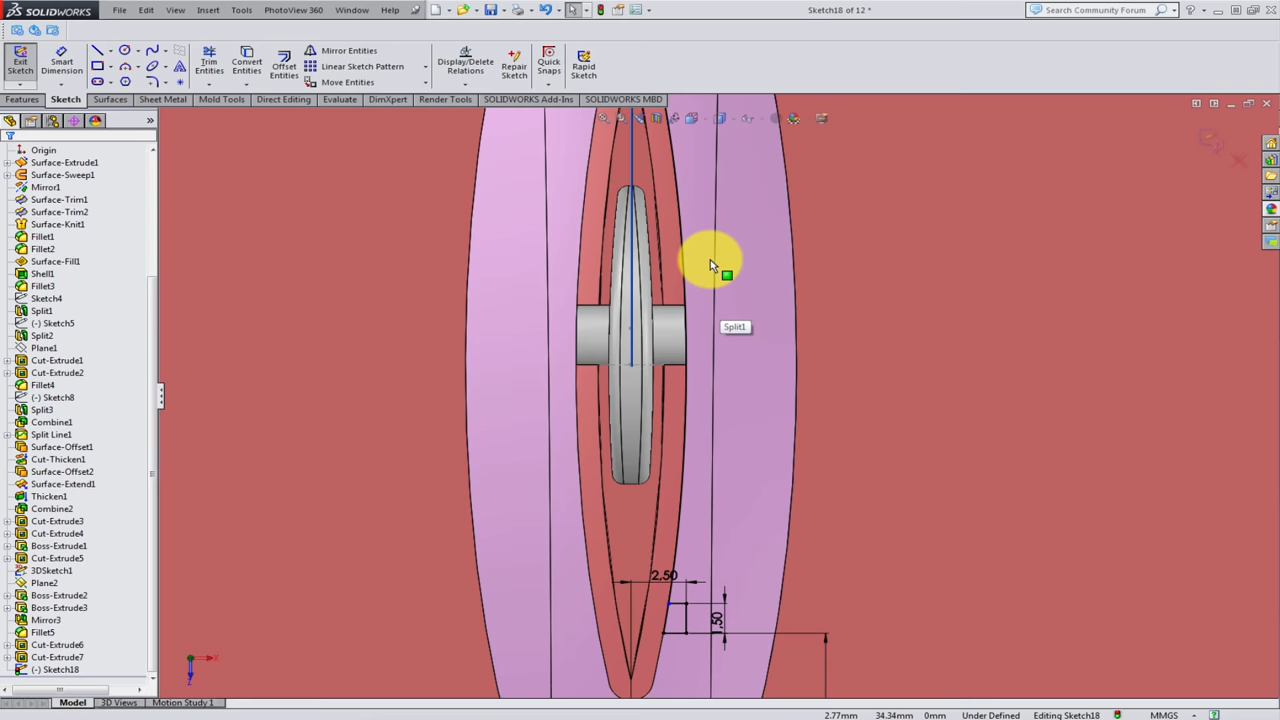 SOLIDWORKS File Edit View Insert Tools PhotoView 360 Window Help Sketch18 of 12 * Search Community Forum
Exit Sketch
Smart Dimension
Trim Entities
Convert Entities
Offset Entities
Mirror Entities
Linear Sketch Pattern
Move Entities
Display/Delete Relations
Repair Sketch
Quick Snaps
Rapid Sketch
Features Sketch Surfaces Sheet Metal Mold Tools Direct Editing Evaluate DimXpert Render Tools SOLIDWORKS Add-Ins SOLIDWORKS MBD
Origin
Surface-Extrude1
Surface-Sweep1
Mirror1
Surface-Trim1
Surface-Trim2
Surface-Knit1
Fillet1
Fillet2
Surface-Fill1
Shell1
Fillet3
Sketch4
Split1
(-) Sketch5
Split2
Plane1
Cut-Extrude1
Cut-Extrude2
Fillet4
(-) Sketch8
Split3
Combine1
Split Line1
Surface-Offset1
Cut-Thicken1
Surface-Offset2
Surface-Extend1
Thicken1
Combine2
Cut-Extrude3
Cut-Extrude4
Boss-Extrude1
Cut-Extrude5
3DSketch1
Plane2
Boss-Extrude2
Boss-Extrude3
Mirror3
Fillet5
Cut-Extrude6
Cut-Extrude7
(-) Sketch18
Split1
2,50
1,50
X
Z
Model 3D Views Motion Study 1
2.77mm 34.34mm 0mm Under Defined Editing Sketch18 MMGS